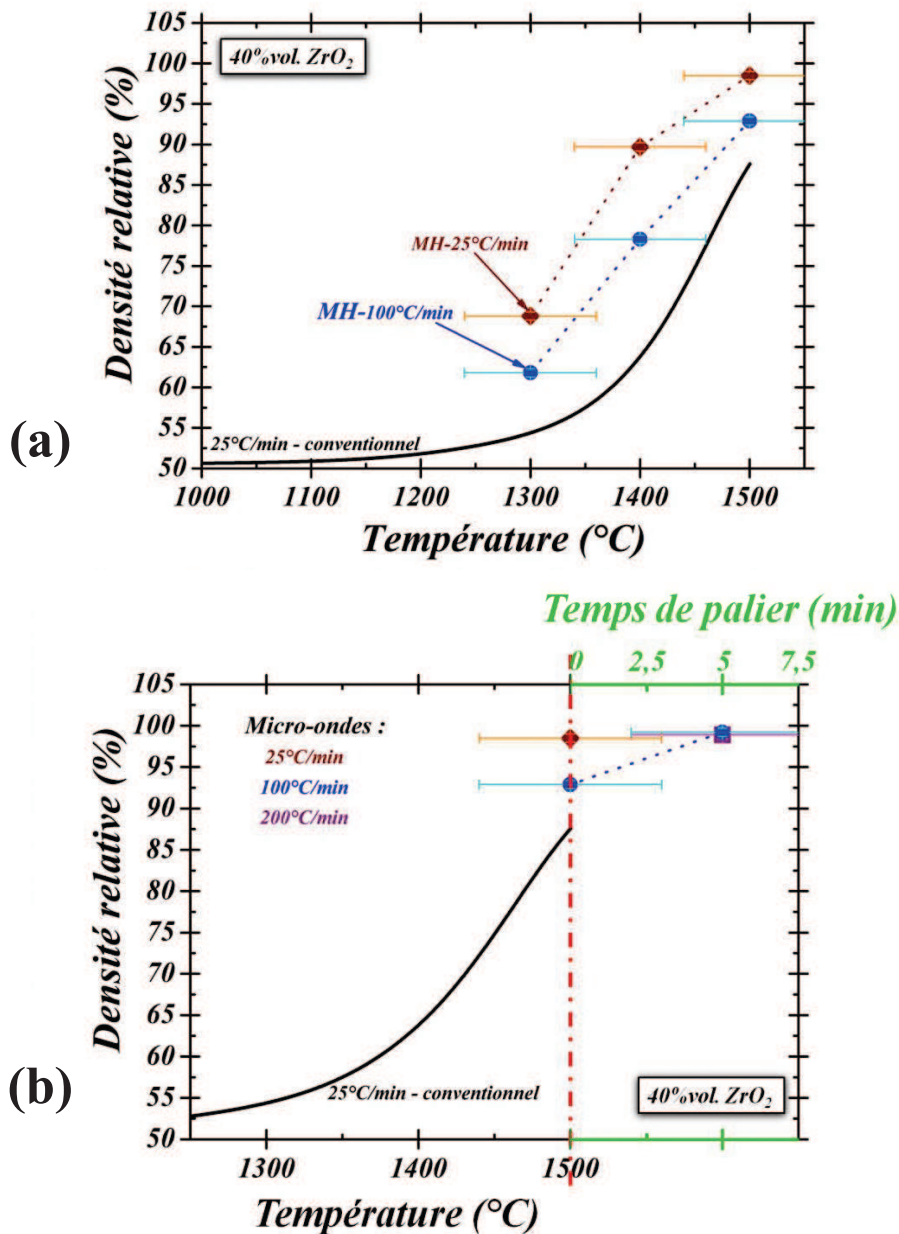 (a)
Densité relative (%)
105
100
95
90
85
80
75
70
65
60
55
50
40%vol. ZrO2
MH-25°C/min
MH-100°C/min
25°C/min - conventionnel
1000 1100 1200 1300 1400 1500
Température (°C)
(b)
Temps de palier (min)
0 2,5 5 7,5
Densité relative (%)
105
100
95
90
85
80
75
70
65
60
55
50
Micro-ondes :
25°C/min
100°C/min
200°C/min
25°C/min - conventionnel
40%vol. ZrO2
1300 1400 1500
Température (°C)